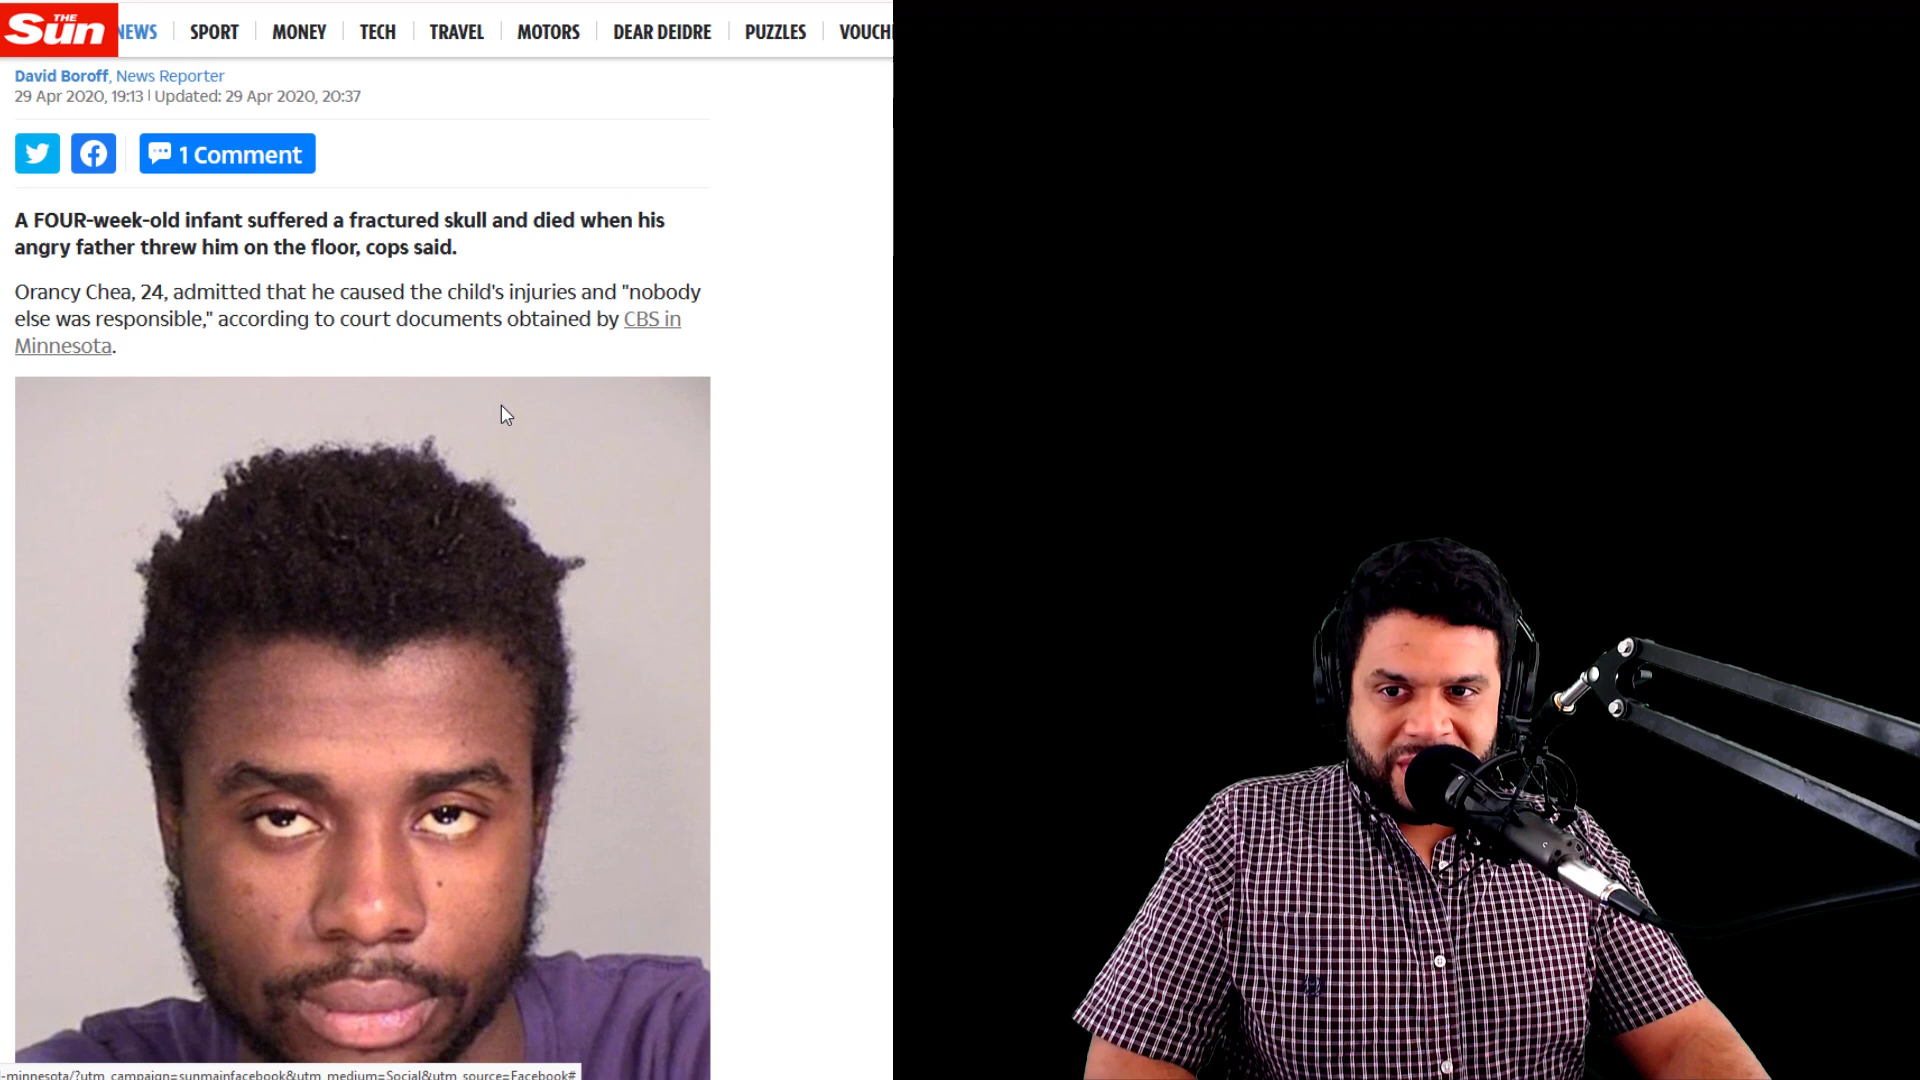 THE
Sun
NEWS
SPORT
MONEY
TECH
TRAVEL
MOTORS
DEAR DEIDRE
PUZZLES
VOUCH
David Boroff, News Reporter
29 Apr 2020, 19:13 | Updated: 29 Apr 2020, 20:37
1 Comment
A FOUR-week-old infant suffered a fractured skull and died when his
angry father threw him on the floor, cops said.
Orancy Chea, 24, admitted that he caused the child's injuries and "nobody
else was responsible," according to court documents obtained by CBS in
Minnesota.
-minnesota/?utm_campaign=sunmainfacebook&utm_medium=Social&utm_source=Facebook#